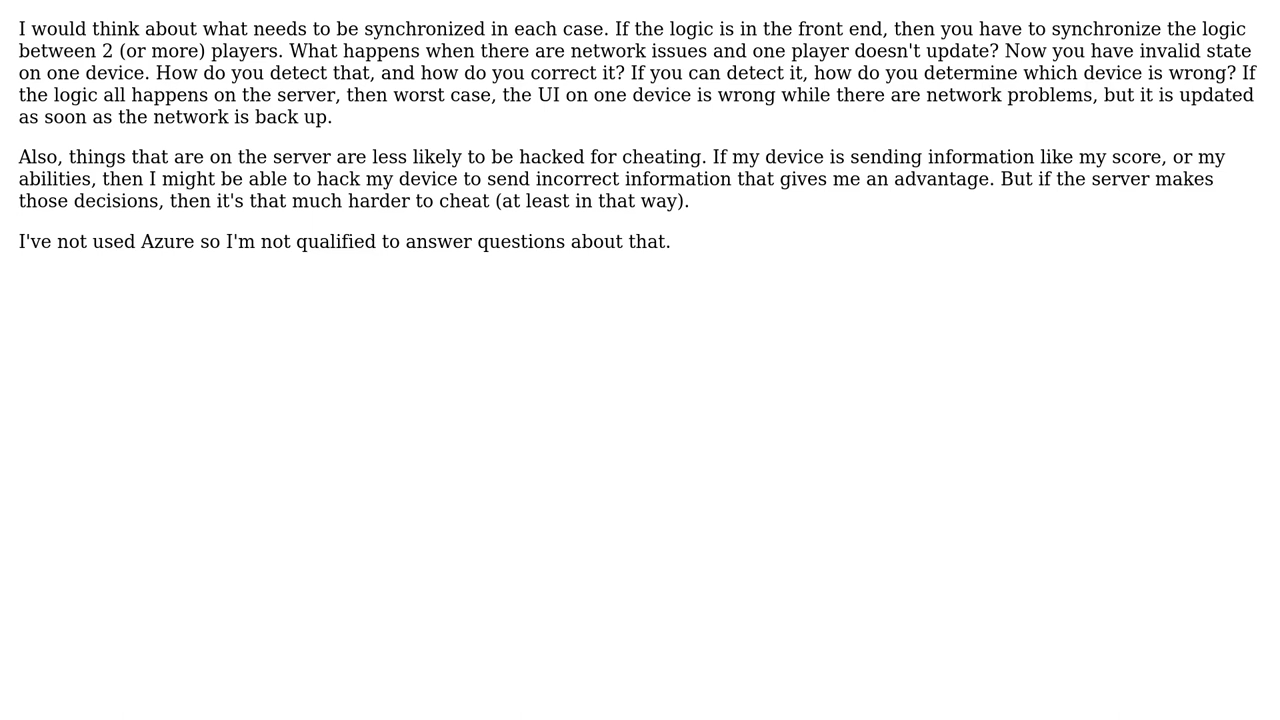 I would think about what needs to be synchronized in each case. If the logic is in the front end, then you have to synchronize the logic
between 2 (or more) players. What happens when there are network issues and one player doesn't update? Now you have invalid state
on one device. How do you detect that, and how do you correct it? If you can detect it, how do you determine which device is wrong? If
the logic all happens on the server, then worst case, the UI on one device is wrong while there are network problems, but it is updated
as soon as the network is back up.
Also, things that are on the server are less likely to be hacked for cheating. If my device is sending information like my score, or my
abilities, then I might be able to hack my device to send incorrect information that gives me an advantage. But if the server makes
those decisions, then it's that much harder to cheat (at least in that way).
I've not used Azure so I'm not qualified to answer questions about that.